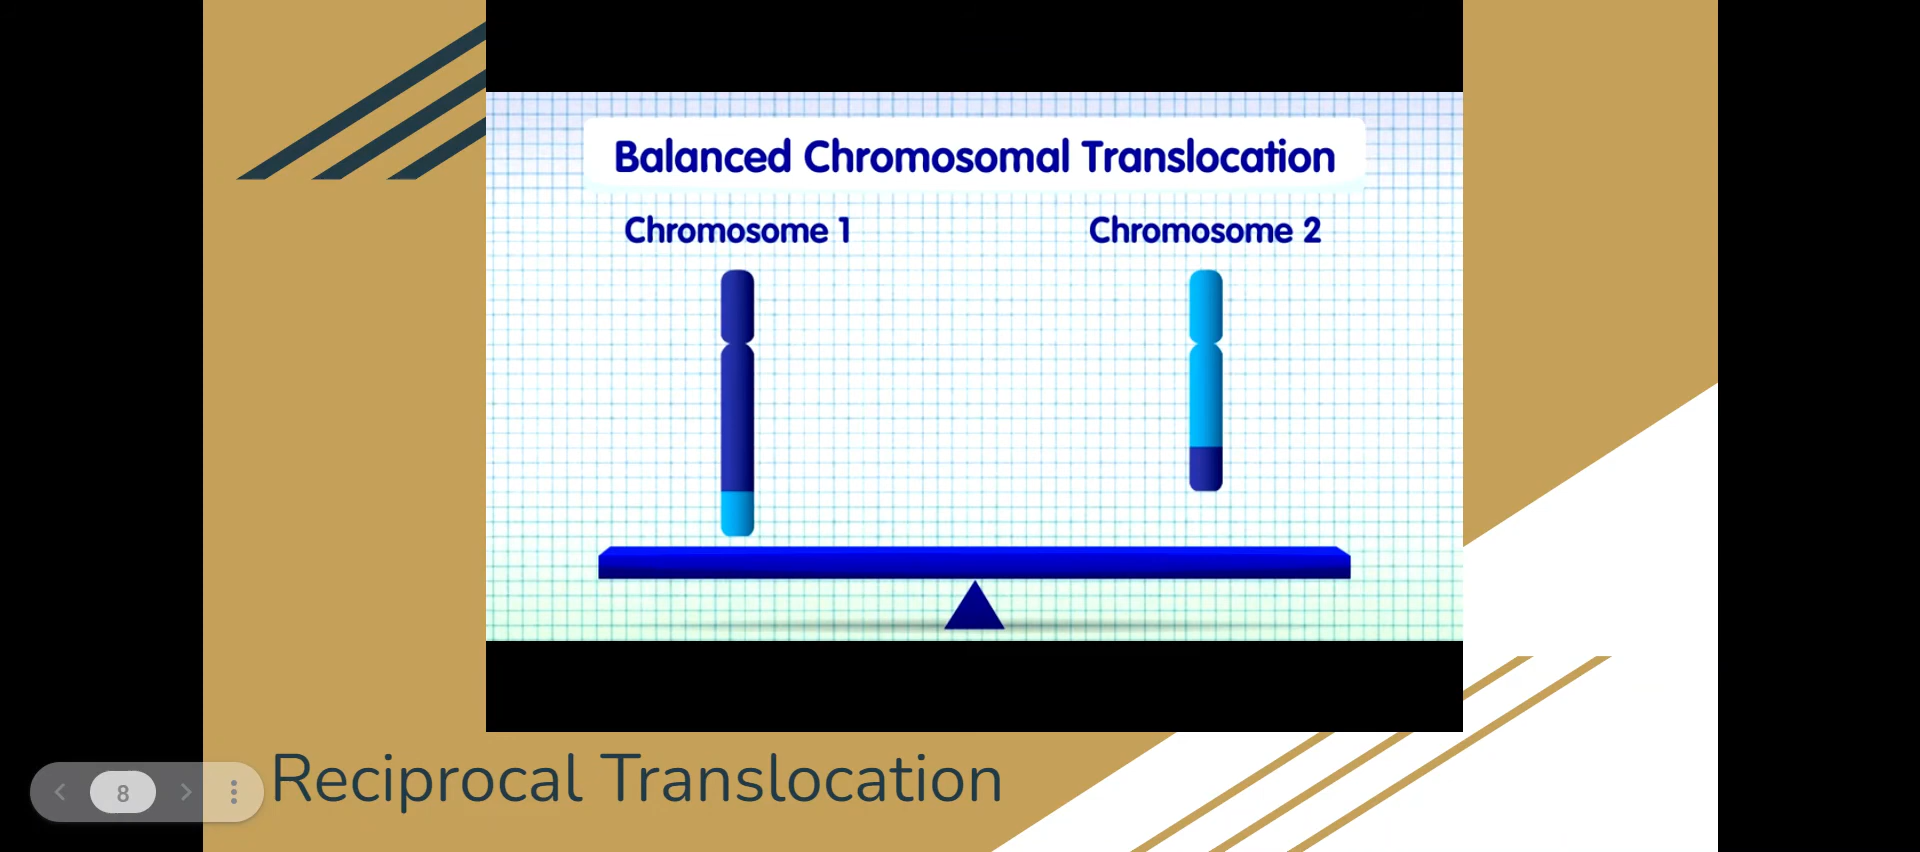 Balanced Chromosomal Translocation
Chromosome 1
Chromosome 2
Reciprocal Translocation
8